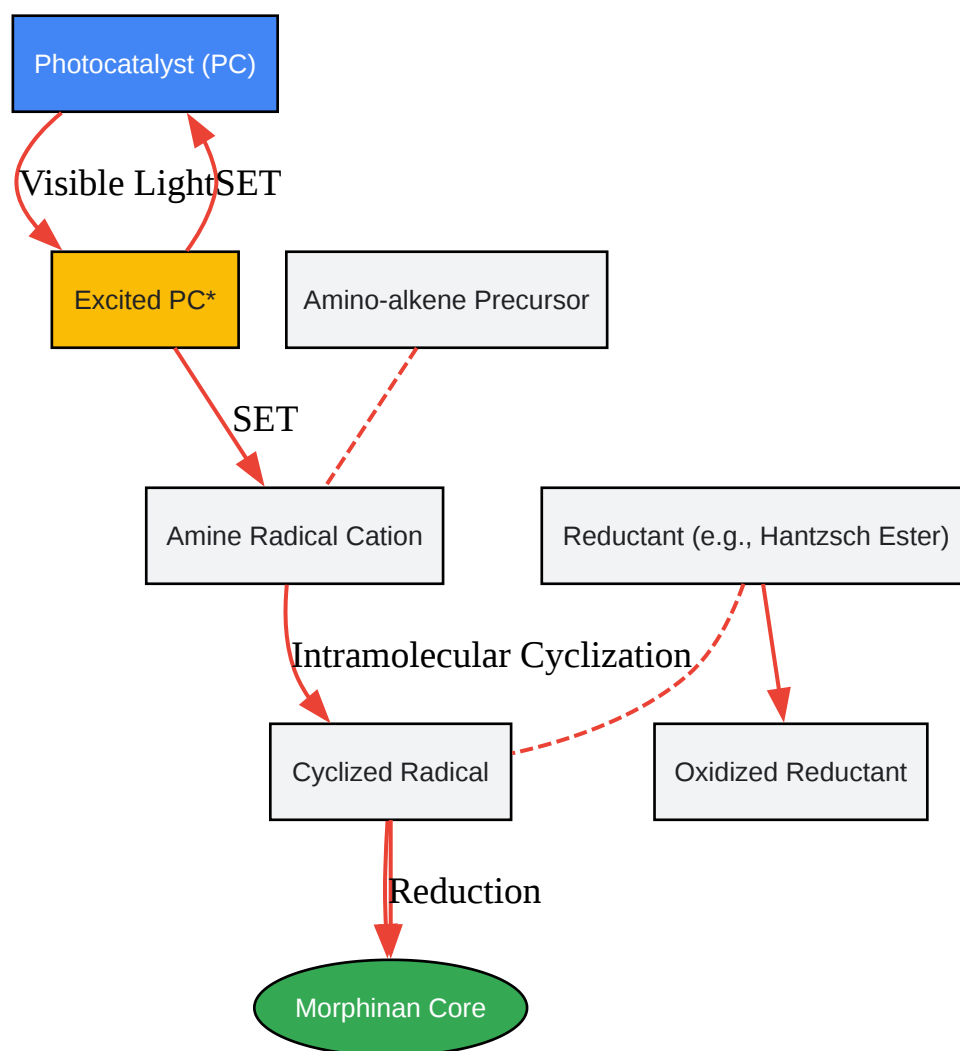 Photocatalyst (PC)
Visible Light
SET
Excited PC*
Amino-alkene Precursor
SET
Amine Radical Cation
Reductant (e.g., Hantzsch Ester)
Intramolecular Cyclization
Cyclized Radical
Oxidized Reductant
Reduction
Morphinan Core